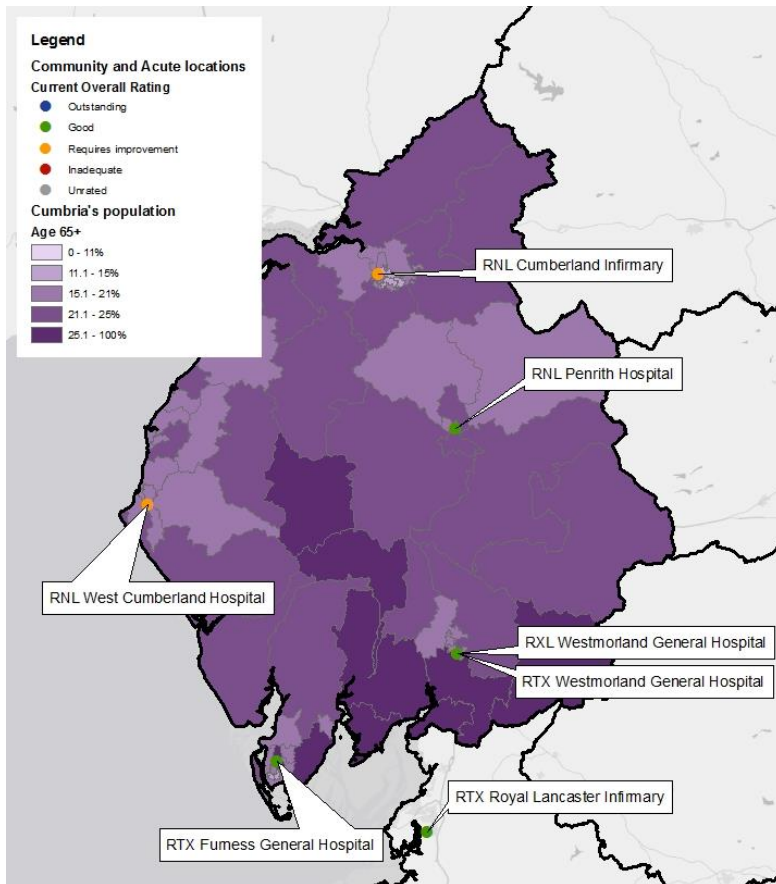 Legend
Community and Acute locations
Current Overall Rating
Outstanding
Good
Requires improvement
Inadequate
Unrated
Cumbria's population
Age 65+
0 - 11%
11.1 - 15%
15.1 - 21%
21.1 - 25%
25.1 - 100%
RNL Cumberland Infirmary
RNL Penrith Hospital
RNL West Cumberland Hospital
RXL Westmorland General Hospital
RTX Westmorland General Hospital
RTX Royal Lancaster Infirmary
RTX Furness General Hospital